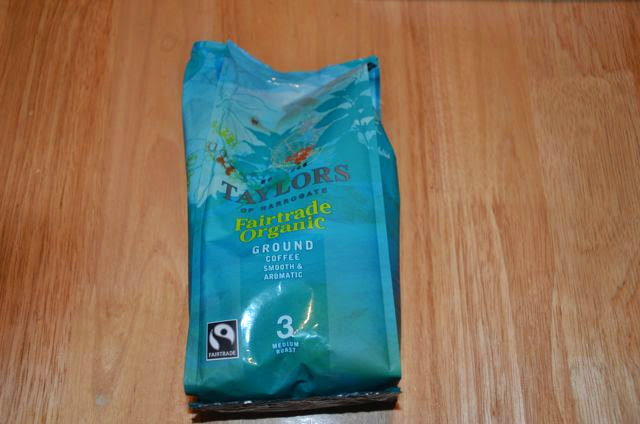 TAYLORS
OF HARROGATE
Fairtrade
Organic
GROUND
COFFEE
SMOOTH &
AROMATIC
3
MEDIUM
ROAST
FAIRTRADE